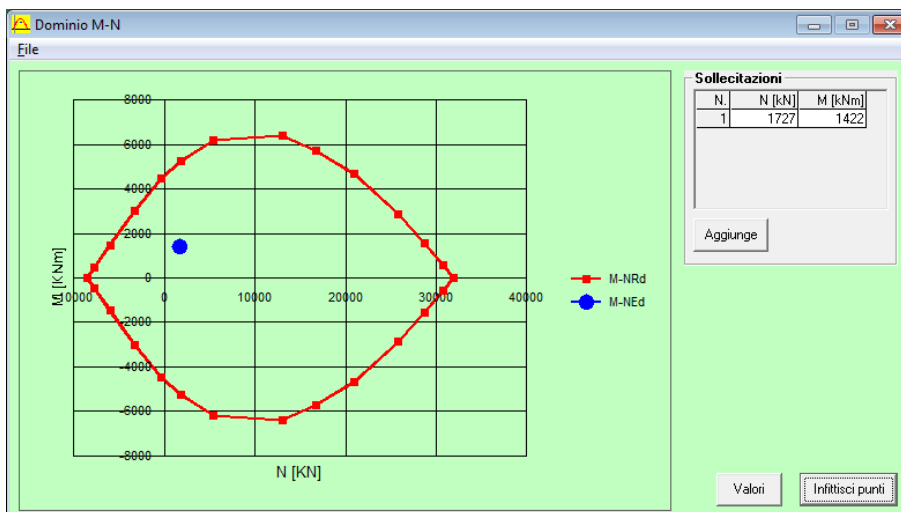 Dominio M-N
File
Sollecitazioni
N. N [kN] M [kNm]
1 1727 1422
Aggiunge
8000
6000
4000
2000
0
-2000
-4000
-6000
-8000
M [KNm]
-10000 0 10000 20000 30000 40000
N [KN]
M-NRd
M-NEd
Valori
Infittisci punti